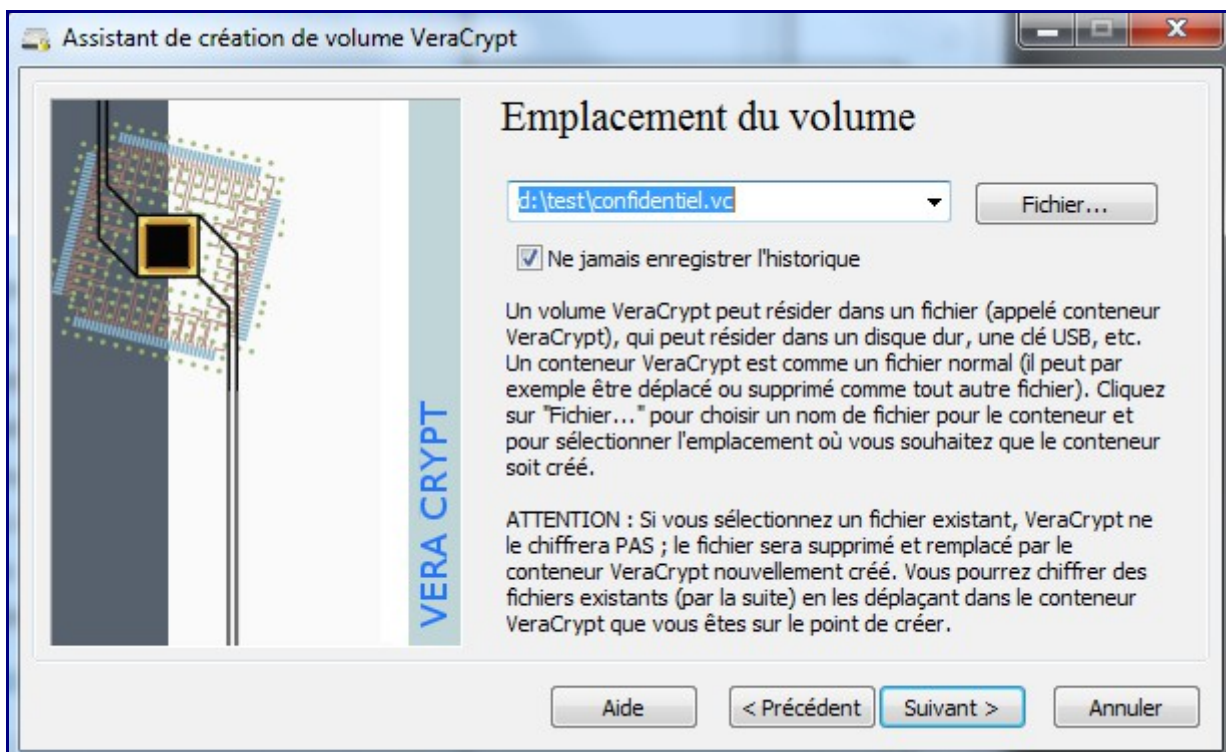 Assistant de création de volume VeraCrypt
Emplacement du volume
d:\test\confidentiel.vc
Fichier...
Ne jamais enregistrer l'historique
Un volume VeraCrypt peut résider dans un fichier (appelé conteneur
VeraCrypt), qui peut résider dans un disque dur, une clé USB, etc.
Un conteneur VeraCrypt est comme un fichier normal (il peut par
exemple être déplacé ou supprimé comme tout autre fichier). Cliquez
sur "Fichier..." pour choisir un nom de fichier pour le conteneur et
pour sélectionner l'emplacement où vous souhaitez que le conteneur
soit créé.
ATTENTION : Si vous sélectionnez un fichier existant, VeraCrypt ne
le chiffrera PAS ; le fichier sera supprimé et remplacé par le
conteneur VeraCrypt nouvellement créé. Vous pourrez chiffrer des
fichiers existants (par la suite) en les déplaçant dans le conteneur
VeraCrypt que vous êtes sur le point de créer.
VERA CRYPT
Aide
< Précédent
Suivant >
Annuler